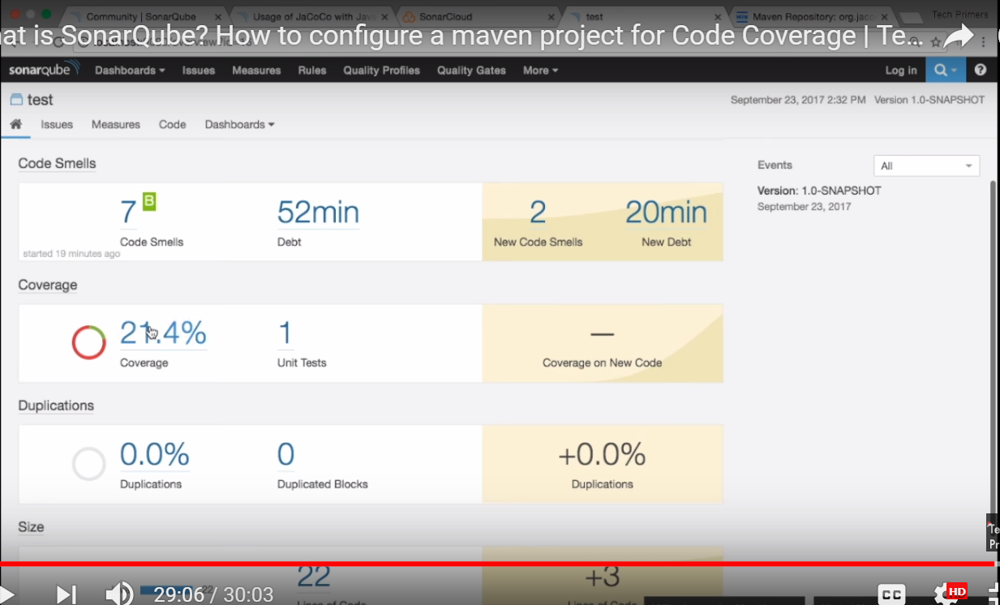 Community | SonarQube
Usage of JaCoCo with Jav
SonarCloud
test
Maven Repository: org.jaco
Tech Primers
at is SonarQube? How to configure a maven project for Code Coverage | Te...
sonarqube Dashboards Issues Measures Rules Quality Profiles Quality Gates More Log in
test
September 23, 2017 2:32 PM Version 1.0-SNAPSHOT
Issues Measures Code Dashboards
Code Smells
Events All
Version: 1.0-SNAPSHOT
September 23, 2017
7 B 52min 2 20min
Code Smells Debt New Code Smells New Debt
started 19 minutes ago
Coverage
21.4% 1 —
Coverage Unit Tests Coverage on New Code
Duplications
0.0% 0 +0.0%
Duplications Duplicated Blocks Duplications
Size
Te
Pr
22 +3
Lines of Code Lines of Code
29:06 / 30:03 CC HD